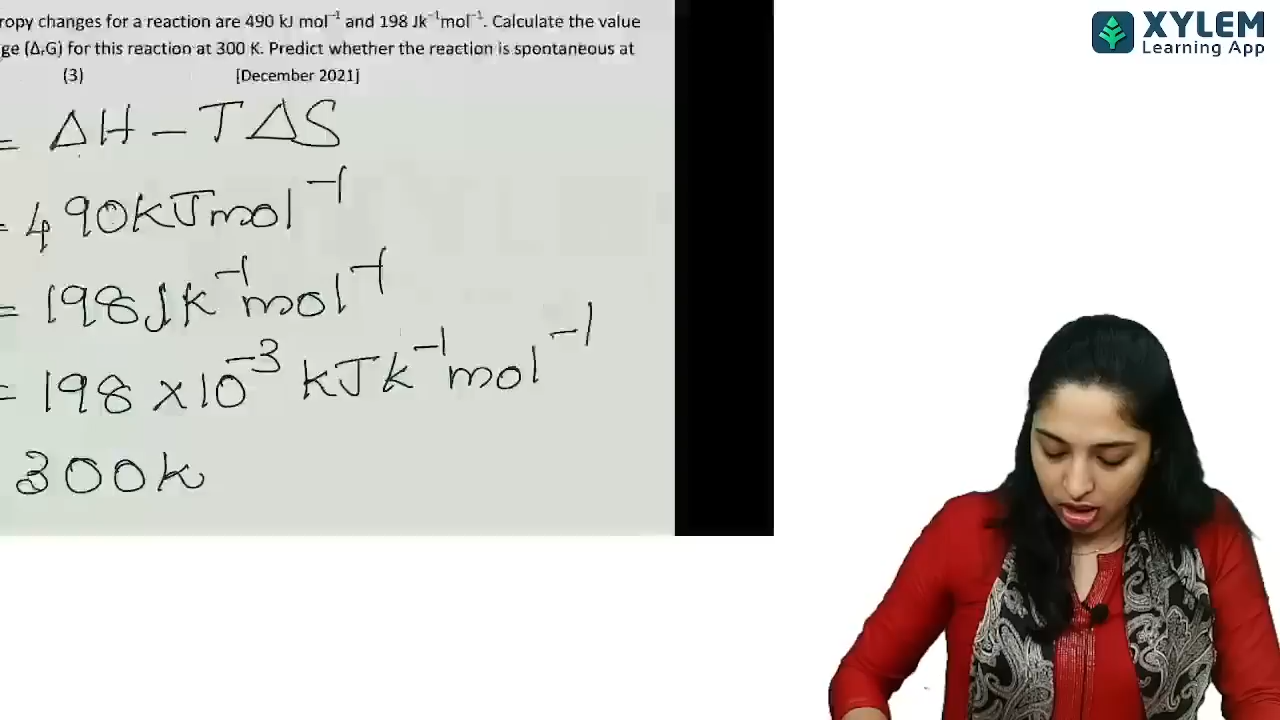 ropy changes for a reaction are 490 kJ mol⁻¹ and 198 Jk⁻¹mol⁻¹. Calculate the value
ge (ΔᵣG) for this reaction at 300 K. Predict whether the reaction is spontaneous at
(3) [December 2021]
= ΔH - TΔS
= 490kJmol⁻¹
= 198Jk⁻¹mol⁻¹
= 198 ×10⁻³ kJk⁻¹mol⁻¹
300k
XYLEM
Learning App